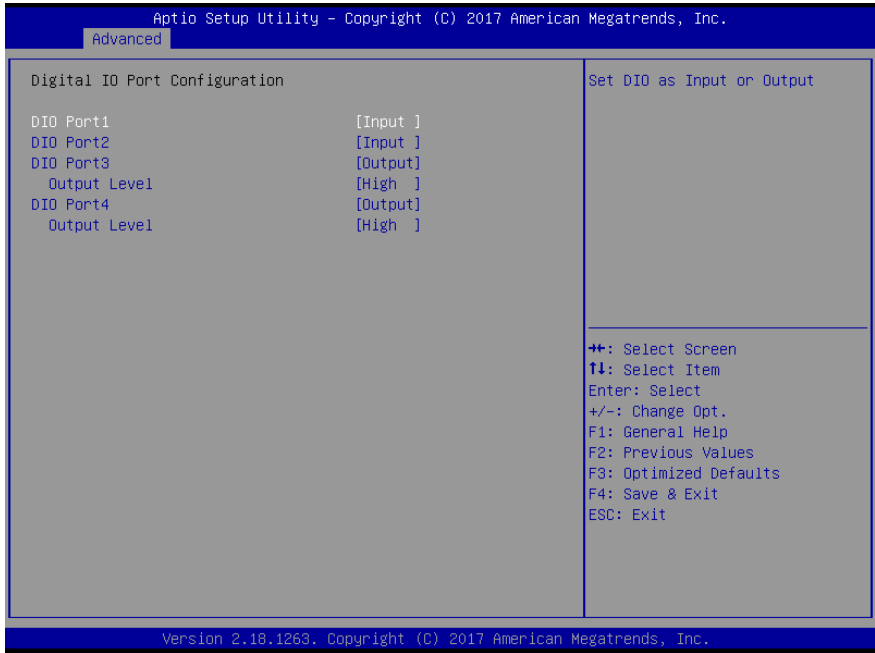 Aptio Setup Utility – Copyright (C) 2017 American Megatrends, Inc.
Advanced
Digital IO Port Configuration
DIO Port1 [Input ]
DIO Port2 [Input ]
DIO Port3 [Output]
Output Level [High ]
DIO Port4 [Output]
Output Level [High ]
Set DIO as Input or Output
→←: Select Screen
↑↓: Select Item
Enter: Select
+/-: Change Opt.
F1: General Help
F2: Previous Values
F3: Optimized Defaults
F4: Save & Exit
ESC: Exit
Version 2.18.1263. Copyright (C) 2017 American Megatrends, Inc.